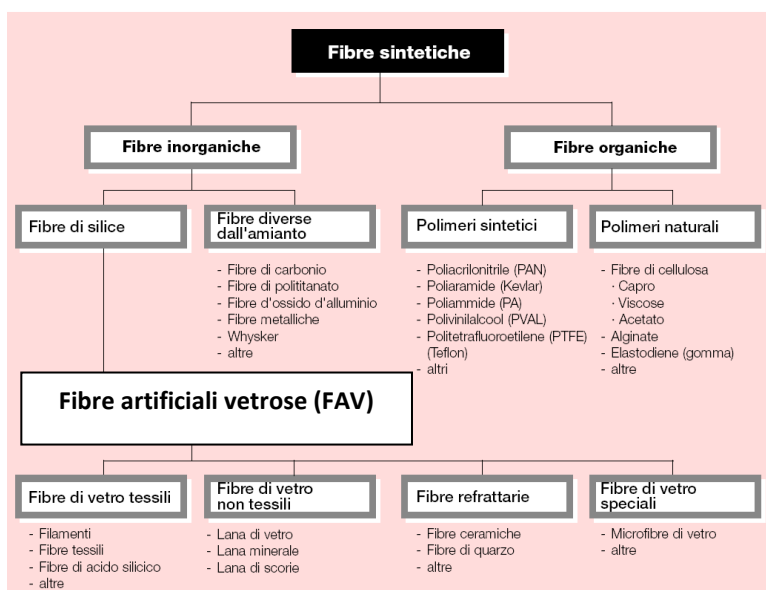 Fibre sintetiche
Fibre inorganiche
Fibre organiche
Fibre di silice
Fibre diverse
dall'amianto
- Fibre di carbonio
- Fibre di polititanato
- Fibre d'ossido d'alluminio
- Fibre metalliche
- Whysker
- altre
Polimeri sintetici
- Poliacrilonitrile (PAN)
- Poliaramide (Kevlar)
- Poliammide (PA)
- Polivinilalcool (PVAL)
- Politetrafluoroetilene (PTFE)
(Teflon)
- altri
Polimeri naturali
- Fibre di cellulosa
· Capro
· Viscose
· Acetato
- Alginate
- Elastodiene (gomma)
- altre
Fibre artificiali vetrose (FAV)
Fibre di vetro tessili
- Filamenti
- Fibre tessili
- Fibre di acido silicico
- altre
Fibre di vetro
non tessili
- Lana di vetro
- Lana minerale
- Lana di scorie
Fibre refrattarie
- Fibre ceramiche
- Fibre di quarzo
- altre
Fibre di vetro
speciali
- Microfibre di vetro
- altre